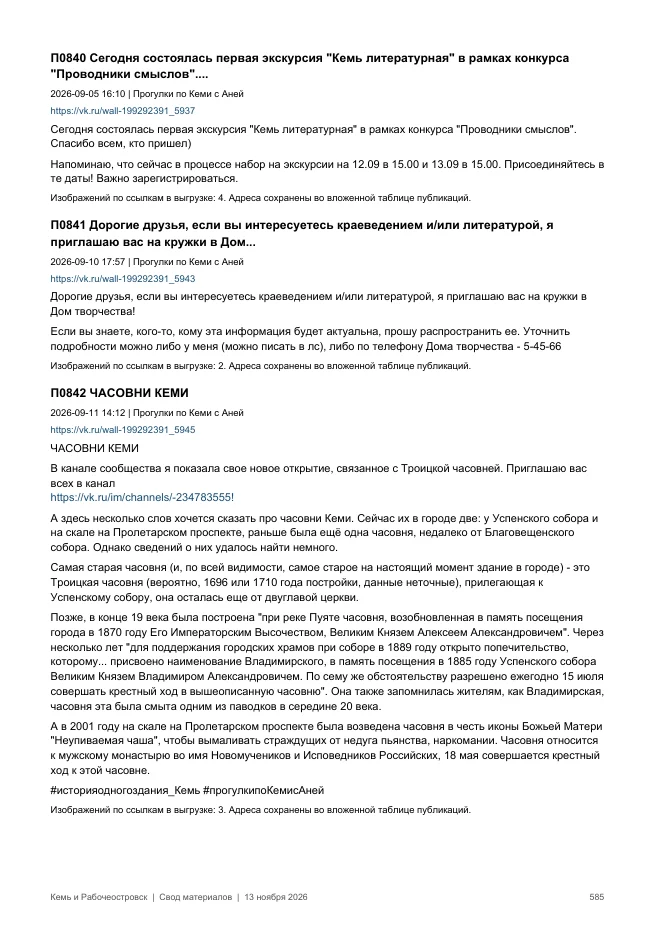 П0840 Сегодня состоялась первая экскурсия "Кемь литературная" в рамках конкурса
"Проводники смыслов"....
2026-09-05 16:10 | Прогулки по Кеми с Аней
https://vk.ru/wall-199292391_5937
Сегодня состоялась первая экскурсия "Кемь литературная" в рамках конкурса "Проводники смыслов".
Спасибо всем, кто пришел)
Напоминаю, что сейчас в процессе набор на экскурсии на 12.09 в 15.00 и 13.09 в 15.00. Присоединяйтесь в
те даты! Важно зарегистрироваться.
Изображений по ссылкам в выгрузке: 4. Адреса сохранены во вложенной таблице публикаций.
П0841 Дорогие друзья, если вы интересуетесь краеведением и/или литературой, я
приглашаю вас на кружки в Дом...
2026-09-10 17:57 | Прогулки по Кеми с Аней
https://vk.ru/wall-199292391_5943
Дорогие друзья, если вы интересуетесь краеведением и/или литературой, я приглашаю вас на кружки в
Дом творчества!
Если вы знаете, кого-то, кому эта информация будет актуальна, прошу распространить ее. Уточнить
подробности можно либо у меня (можно писать в лс), либо по телефону Дома творчества - 5-45-66
Изображений по ссылкам в выгрузке: 2. Адреса сохранены во вложенной таблице публикаций.
П0842 ЧАСОВНИ КЕМИ
2026-09-11 14:12 | Прогулки по Кеми с Аней
https://vk.ru/wall-199292391_5945
ЧАСОВНИ КЕМИ
В канале сообщества я показала свое новое открытие, связанное с Троицкой часовней. Приглашаю вас
всех в канал
https://vk.ru/im/channels/-234783555!
А здесь несколько слов хочется сказать про часовни Кеми. Сейчас их в городе две: у Успенского собора и
на скале на Пролетарском проспекте, раньше была ещё одна часовня, недалеко от Благовещенского
собора. Однако сведений о них удалось найти немного.
Самая старая часовня (и, по всей видимости, самое старое на настоящий момент здание в городе) - это
Троицкая часовня (вероятно, 1696 или 1710 года постройки, данные неточные), прилегающая к
Успенскому собору, она осталась еще от двуглавой церкви.
Позже, в конце 19 века была построена "при реке Пуяте часовня, возобновленная в память посещения
города в 1870 году Его Императорским Высочеством, Великим Князем Алексеем Александровичем". Через
несколько лет "для поддержания городских храмов при соборе в 1889 году открыто попечительство,
которому... присвоено наименование Владимирского, в память посещения в 1885 году Успенского собора
Великим Князем Владимиром Александровичем. По сему же обстоятельству разрешено ежегодно 15 июля
совершать крестный ход в вышеописанную часовню". Она также запомнилась жителям, как Владимирская,
часовня эта была смыта одним из паводков в середине 20 века.
А в 2001 году на скале на Пролетарском проспекте была возведена часовня в честь иконы Божьей Матери
"Неупиваемая чаша", чтобы вымаливать страждущих от недуга пьянства, наркомании. Часовня относится
к мужскому монастырю во имя Новомучеников и Исповедников Российских, 18 мая совершается крестный
ход к этой часовне.
#историяодногоздания_Кемь #прогулкипоКемисАней
Изображений по ссылкам в выгрузке: 3. Адреса сохранены во вложенной таблице публикаций.
Кемь и Рабочеостровск | Свод материалов | 13 ноября 2026
585